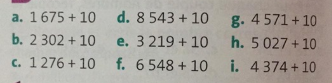 a. 1 675 + 10 d. 8 543 + 10 g. 4 571 + 10
b. 2 302 + 10 e. 3 219 + 10 h. 5 027 + 10
c. 1 276 + 10 f. 6 548 + 10 i. 4 374 + 10